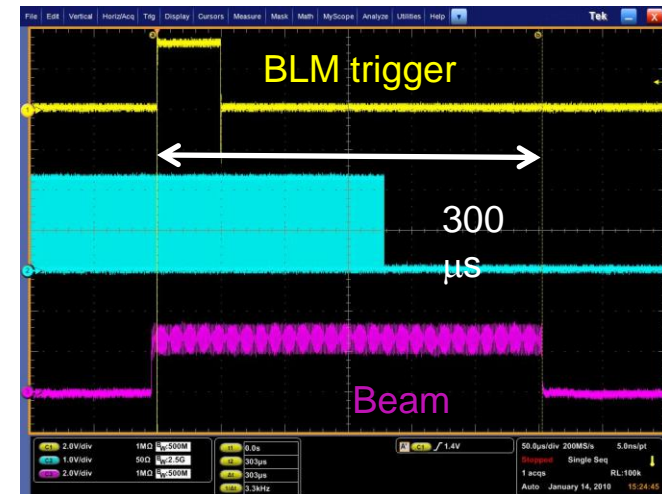 File Edit Vertical Horiz/Acq Trig Display Cursors Measure Mask Math MyScope Analyze Utilities Help Tek X
a b
BLM trigger
1
300
μs
2
3
Beam
C1 2.0V/div 1MΩ BW:500M
C2 1.0V/div 50Ω BW:2.5G
C3 2.0V/div 1MΩ BW:500M
t1 0.0s
t2 303μs
Δt 303μs
1/Δt 3.3kHz
A' C1 1.4V
50.0μs/div 200MS/s 5.0ns/pt
Stopped Single Seq
1 acqs RL:100k
Auto January 14, 2010 15:24:45